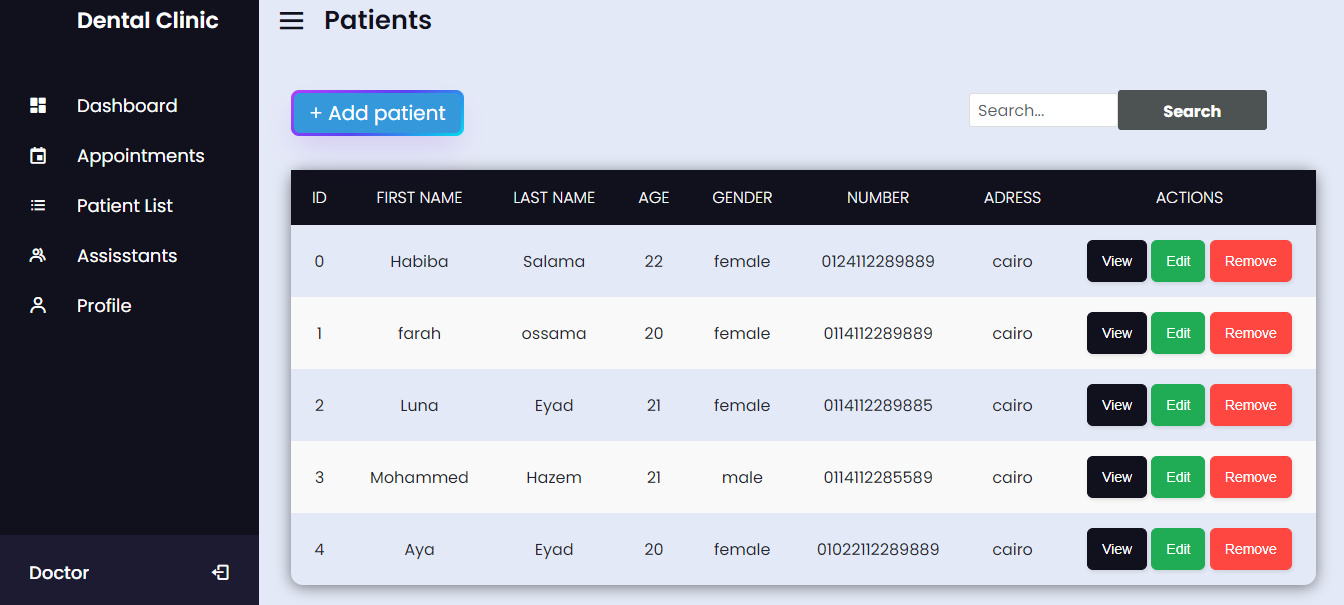 Dental Clinic
Patients
Dashboard
Appointments
Patient List
Assisstants
Profile
Doctor
+ Add patient
Search...
Search
ID FIRST NAME LAST NAME AGE GENDER NUMBER ADRESS ACTIONS
0 Habiba Salama 22 female 0124112289889 cairo View Edit Remove
1 farah ossama 20 female 0114112289889 cairo View Edit Remove
2 Luna Eyad 21 female 0114112289885 cairo View Edit Remove
3 Mohammed Hazem 21 male 0114112285589 cairo View Edit Remove
4 Aya Eyad 20 female 01022112289889 cairo View Edit Remove